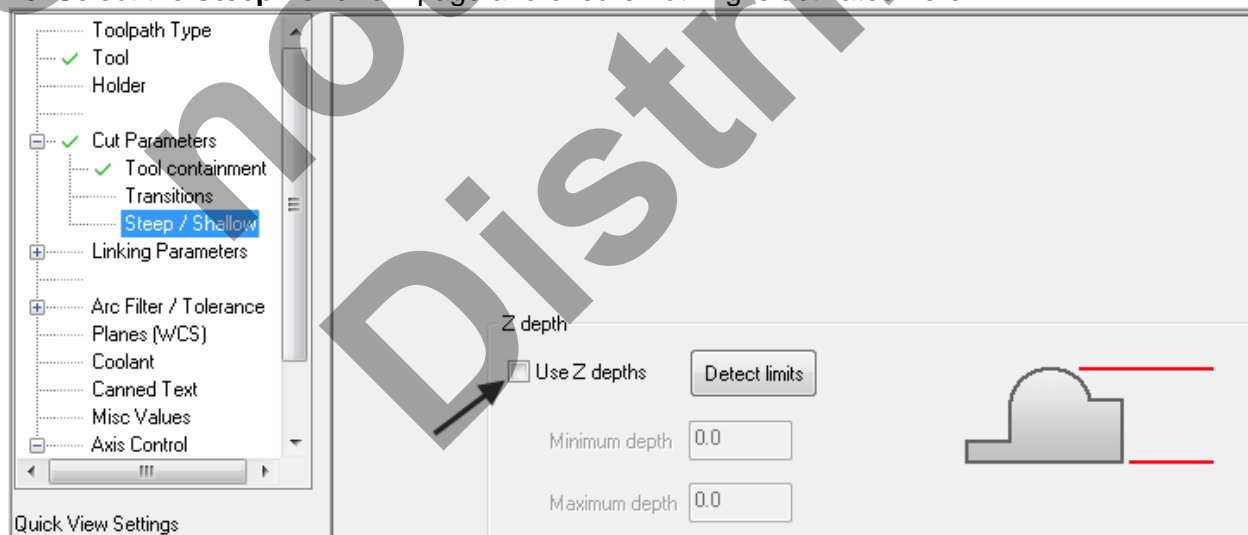 Toolpath Type
Tool
Holder
Cut Parameters
Tool containment
Transitions
Steep / Shallow
Linking Parameters
Arc Filter / Tolerance
Planes (WCS)
Coolant
Canned Text
Misc Values
Axis Control
Quick View Settings
Z depth
Use Z depths Detect limits
Minimum depth 0.0
Maximum depth 0.0